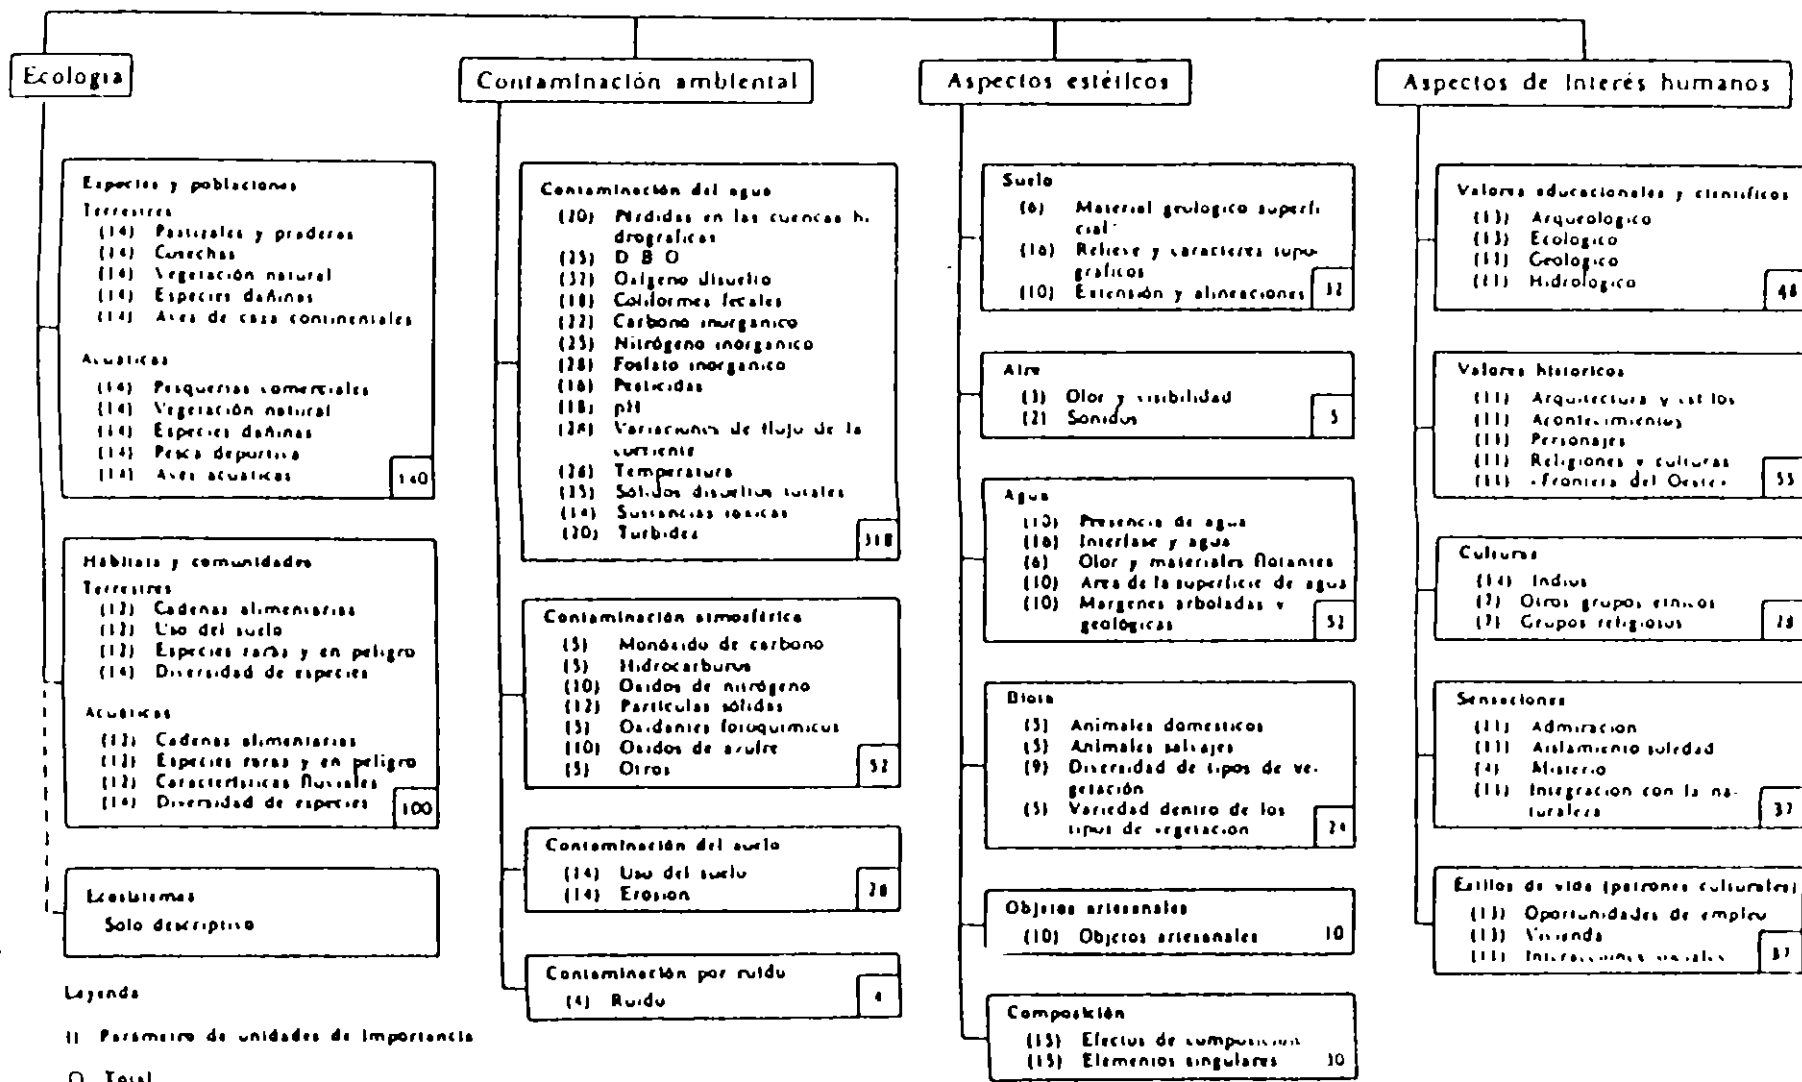 Ecología
Contaminación ambiental
Aspectos estéticos
Aspectos de Interés humanos
Especies y poblaciones
Terrestres
(14) Pastizales y praderas
(14) Cosechas
(14) Vegetación natural
(14) Especies dañinas
(14) Aves de caza continentales
Acuáticas
(14) Pesquerías comerciales
(14) Vegetación natural
(14) Especies dañinas
(14) Pesca deportiva
(14) Aves acuáticas
140
Hábitats y comunidades
Terrestres
(12) Cadenas alimentarias
(12) Uso del suelo
(12) Especies raras y en peligro
(14) Diversidad de especies
Acuáticas
(12) Cadenas alimentarias
(12) Especies raras y en peligro
(12) Características fluviales
(14) Diversidad de especies
100
Ecosistemas
Solo descriptivo
Leyenda
() Parámetro de unidades de Importancia
Total
Contaminación del agua
(20) Pérdidas en las cuencas hi-
drográficas
(25) D B O
(32) Oxígeno disuelto
(18) Coliformes fecales
(22) Carbono inorgánico
(25) Nitrógeno inorgánico
(28) Fosfato inorgánico
(16) Pesticidas
(18) pH
(28) Variaciones de flujo de la
corriente
(28) Temperatura
(25) Sólidos disueltos totales
(14) Sustancias tóxicas
(20) Turbidez
318
Contaminación atmosférica
(5) Monóxido de carbono
(5) Hidrocarburos
(10) Oxidos de nitrógeno
(12) Partículas sólidas
(5) Oxidantes fotoquímicos
(10) Oxidos de azufre
(5) Otros
52
Contaminación del suelo
(14) Uso del suelo
(14) Erosión
28
Contaminación por ruido
(4) Ruido
4
Suelo
(6) Material geológico superfi-
cial
(16) Relieve y caracteres topo-
gráficos
(10) Extensión y alineaciones
32
Aire
(3) Olor y visibilidad
(2) Sonidos
5
Agua
(10) Presencia de agua
(16) Interfase y agua
(6) Olor y materiales flotantes
(10) Area de la superficie de agua
(10) Margenes arboladas y
geológicas
52
Biota
(5) Animales domésticos
(5) Animales salvajes
(9) Diversidad de tipos de ve-
getación
(5) Variedad dentro de los
tipos de vegetación
24
Objetos artesanales
(10) Objetos artesanales
10
Composición
(15) Efectos de composición
(15) Elementos singulares
30
Valores educacionales y científicos
(13) Arqueológico
(13) Ecológico
(11) Geológico
(11) Hidrológico
48
Valores históricos
(11) Arquitectura y estilos
(11) Acontecimientos
(11) Personajes
(11) Religiones y culturas
(11) «Frontera del Oeste»
55
Culturas
(14) Indios
(7) Otros grupos étnicos
(7) Grupos religiosos
28
Sensaciones
(11) Admiración
(11) Aislamiento soledad
(4) Misterio
(11) Integración con la na-
turaleza
37
Estilos de vida (patrones culturales)
(13) Oportunidades de empleo
(13) Vivienda
(11) Interacciones sociales
37